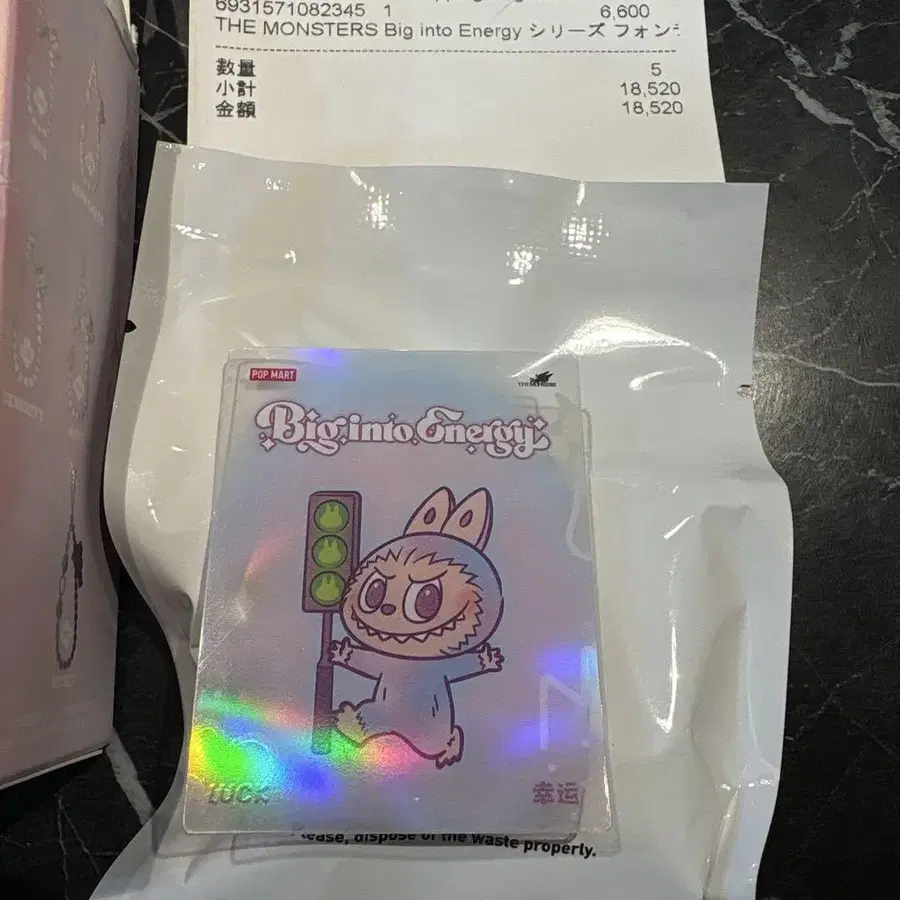 6931571082345 1 6,600
THE MONSTERS Big into Energy シリーズ フォン
数量 5
小計 18,520
金額 18,520
POP MART
Big into Energy
LUCK
幸运
Please, dispose of the waste properly.